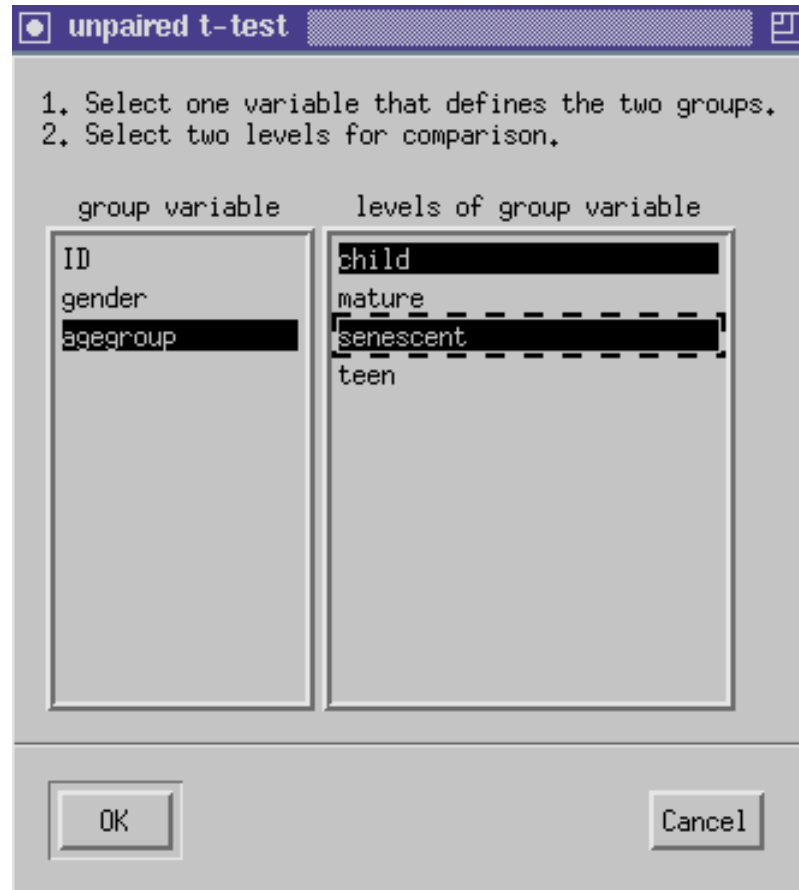 unpaired t-test
1. Select one variable that defines the two groups.
2. Select two levels for comparison.
group variable
levels of group variable
ID
gender
agegroup
child
mature
senescent
teen
OK
Cancel